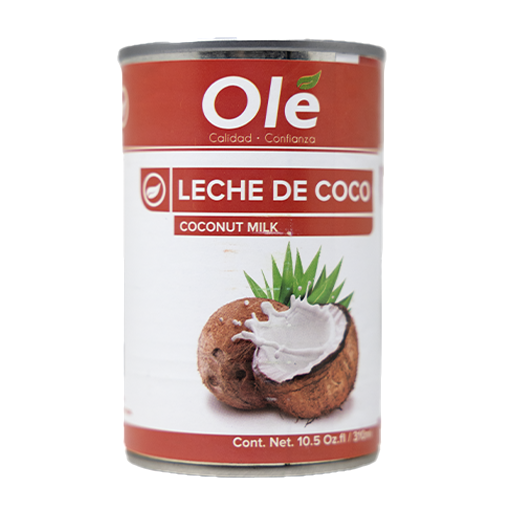 Olé
Calidad • Confianza
LECHE DE COCO
COCONUT MILK
Cont. Net. 10.5 Oz.fl / 310ml